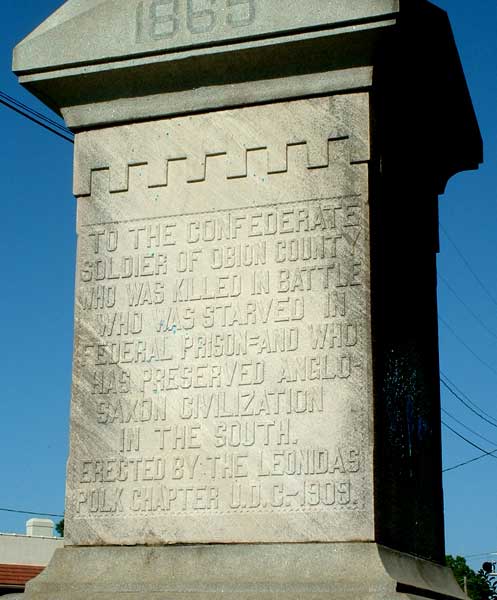 1865
TO THE CONFEDERATE
SOLDIER OF OBION COUNTY
WHO WAS KILLED IN BATTLE
WHO WAS STARVED IN
FEDERAL PRISON=AND WHO
HAS PRESERVED ANGLO-
SAXON CIVILIZATION
IN THE SOUTH.
ERECTED BY THE LEONIDAS
POLK CHAPTER U.D.C.-1909.